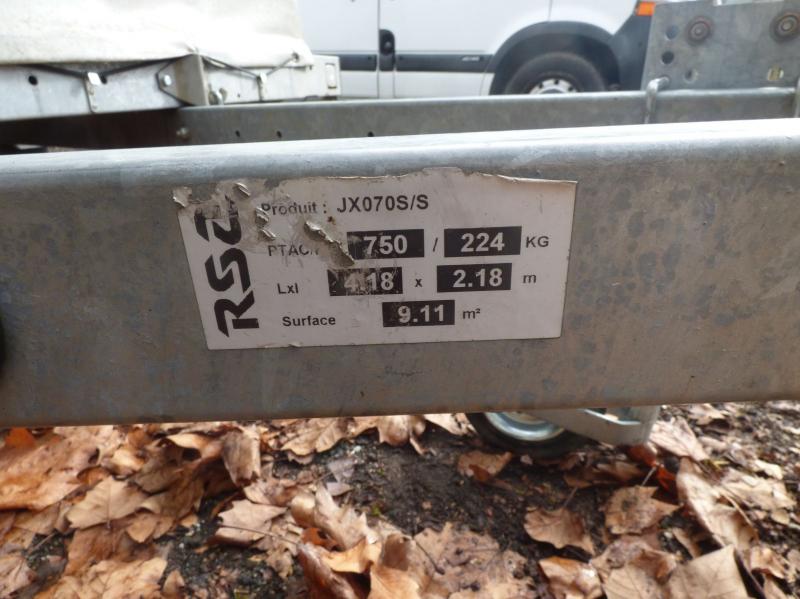 RSA
Produit : JX070S/S
PTAC/ 750 / 224 KG
Lxl 4.18 x 2.18 m
Surface 9.11 m²